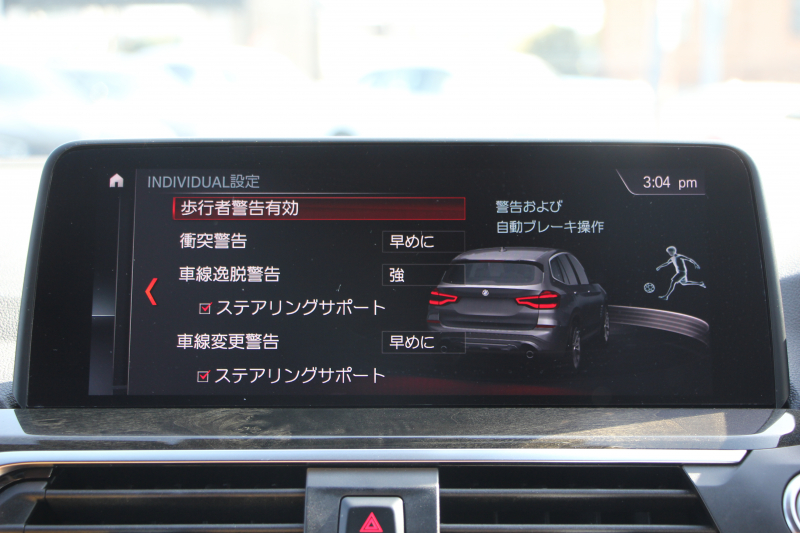 INDIVIDUAL設定
3:04 pm
歩行者警告有効
警告および
自動ブレーキ操作
衝突警告 早めに
車線逸脱警告 強
ステアリングサポート
車線変更警告 早めに
ステアリングサポート